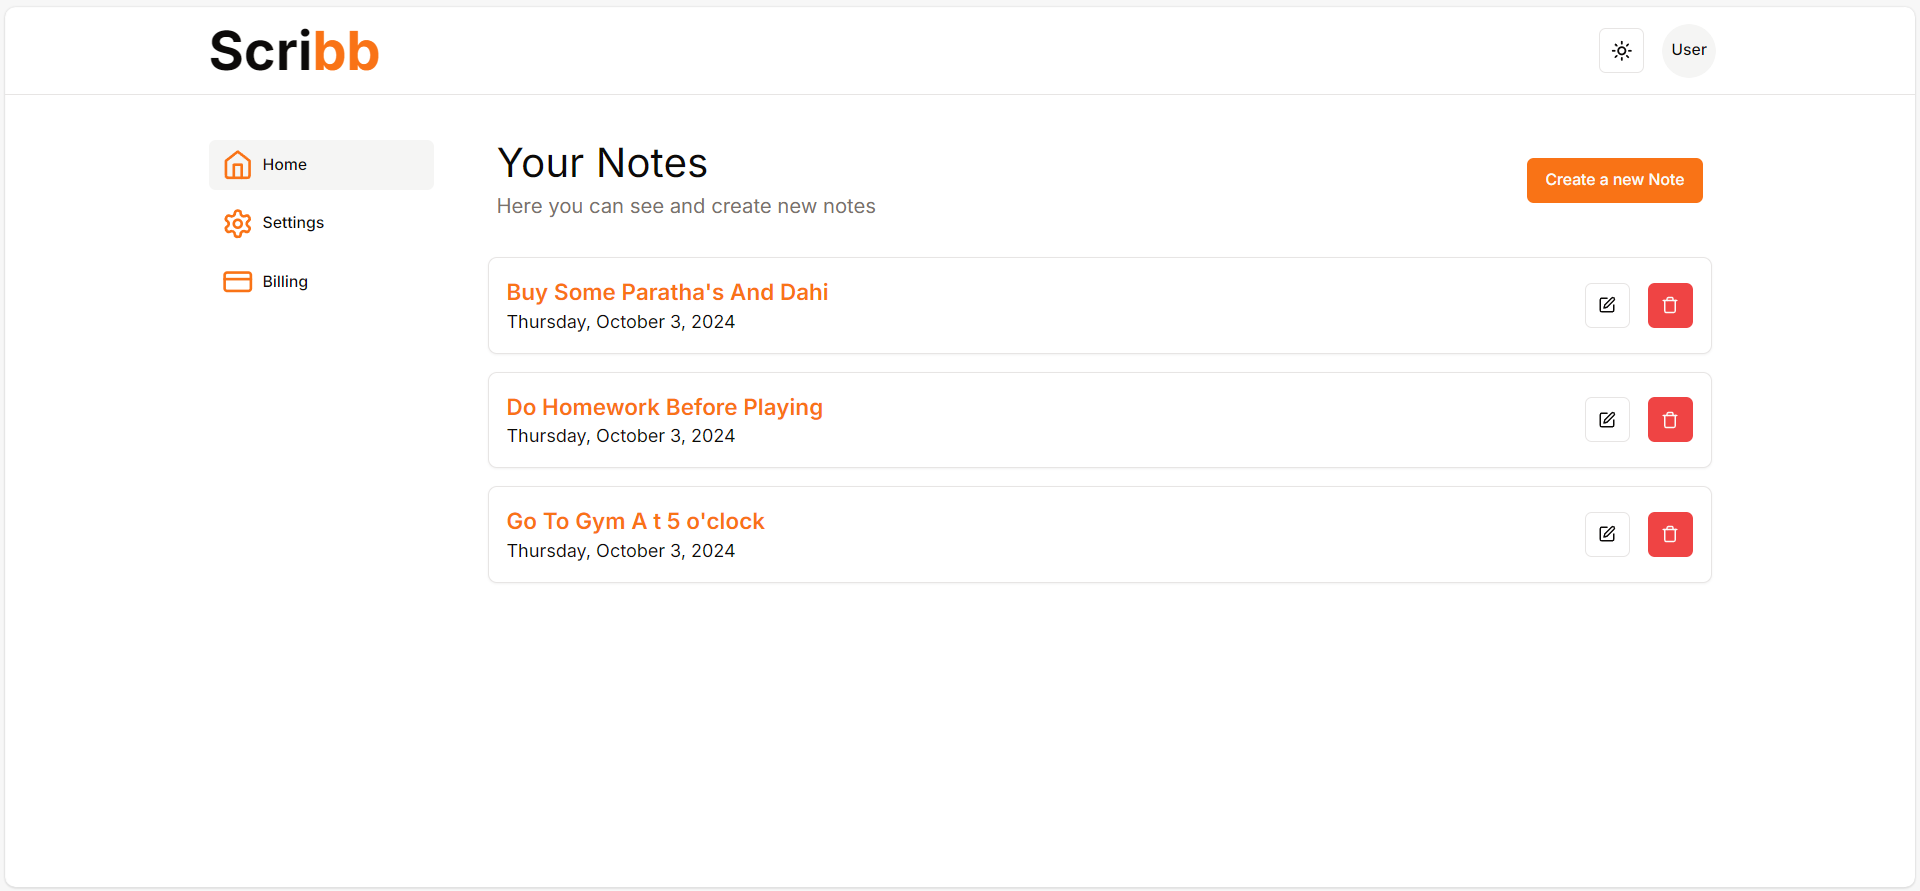 Scribb
User
Home
Settings
Billing
Your Notes
Here you can see and create new notes
Create a new Note
Buy Some Paratha's And Dahi
Thursday, October 3, 2024
Do Homework Before Playing
Thursday, October 3, 2024
Go To Gym A t 5 o'clock
Thursday, October 3, 2024